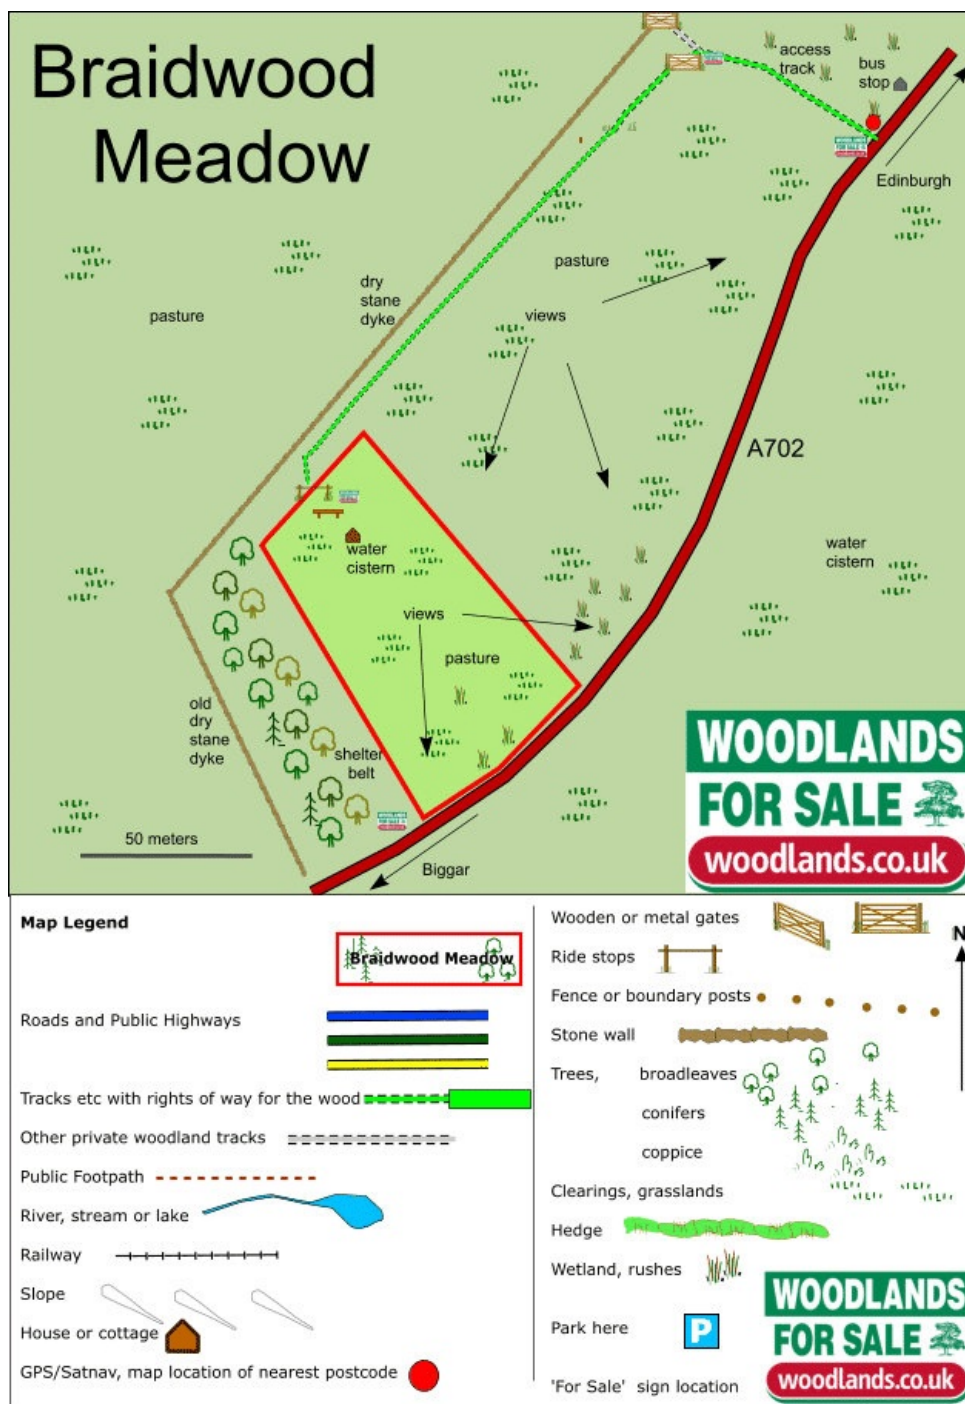 Braidwood
Meadow
access
track
bus
stop
Edinburgh
pasture
dry
stane
dyke
pasture
views
A702
water
cistern
water
cistern
views
pasture
old
dry
stane
dyke
shelter
belt
50 meters
Biggar
WOODLANDS
FOR SALE
woodlands.co.uk
Map Legend
Braidwood Meadow
Roads and Public Highways
Tracks etc with rights of way for the wood
Other private woodland tracks
Public Footpath
River, stream or lake
Railway
Slope
House or cottage
GPS/Satnav, map location of nearest postcode
Wooden or metal gates
N
Ride stops
Fence or boundary posts
Stone wall
Trees, broadleaves
conifers
coppice
Clearings, grasslands
Hedge
Wetland, rushes
Park here
P
'For Sale' sign location
WOODLANDS
FOR SALE
woodlands.co.uk